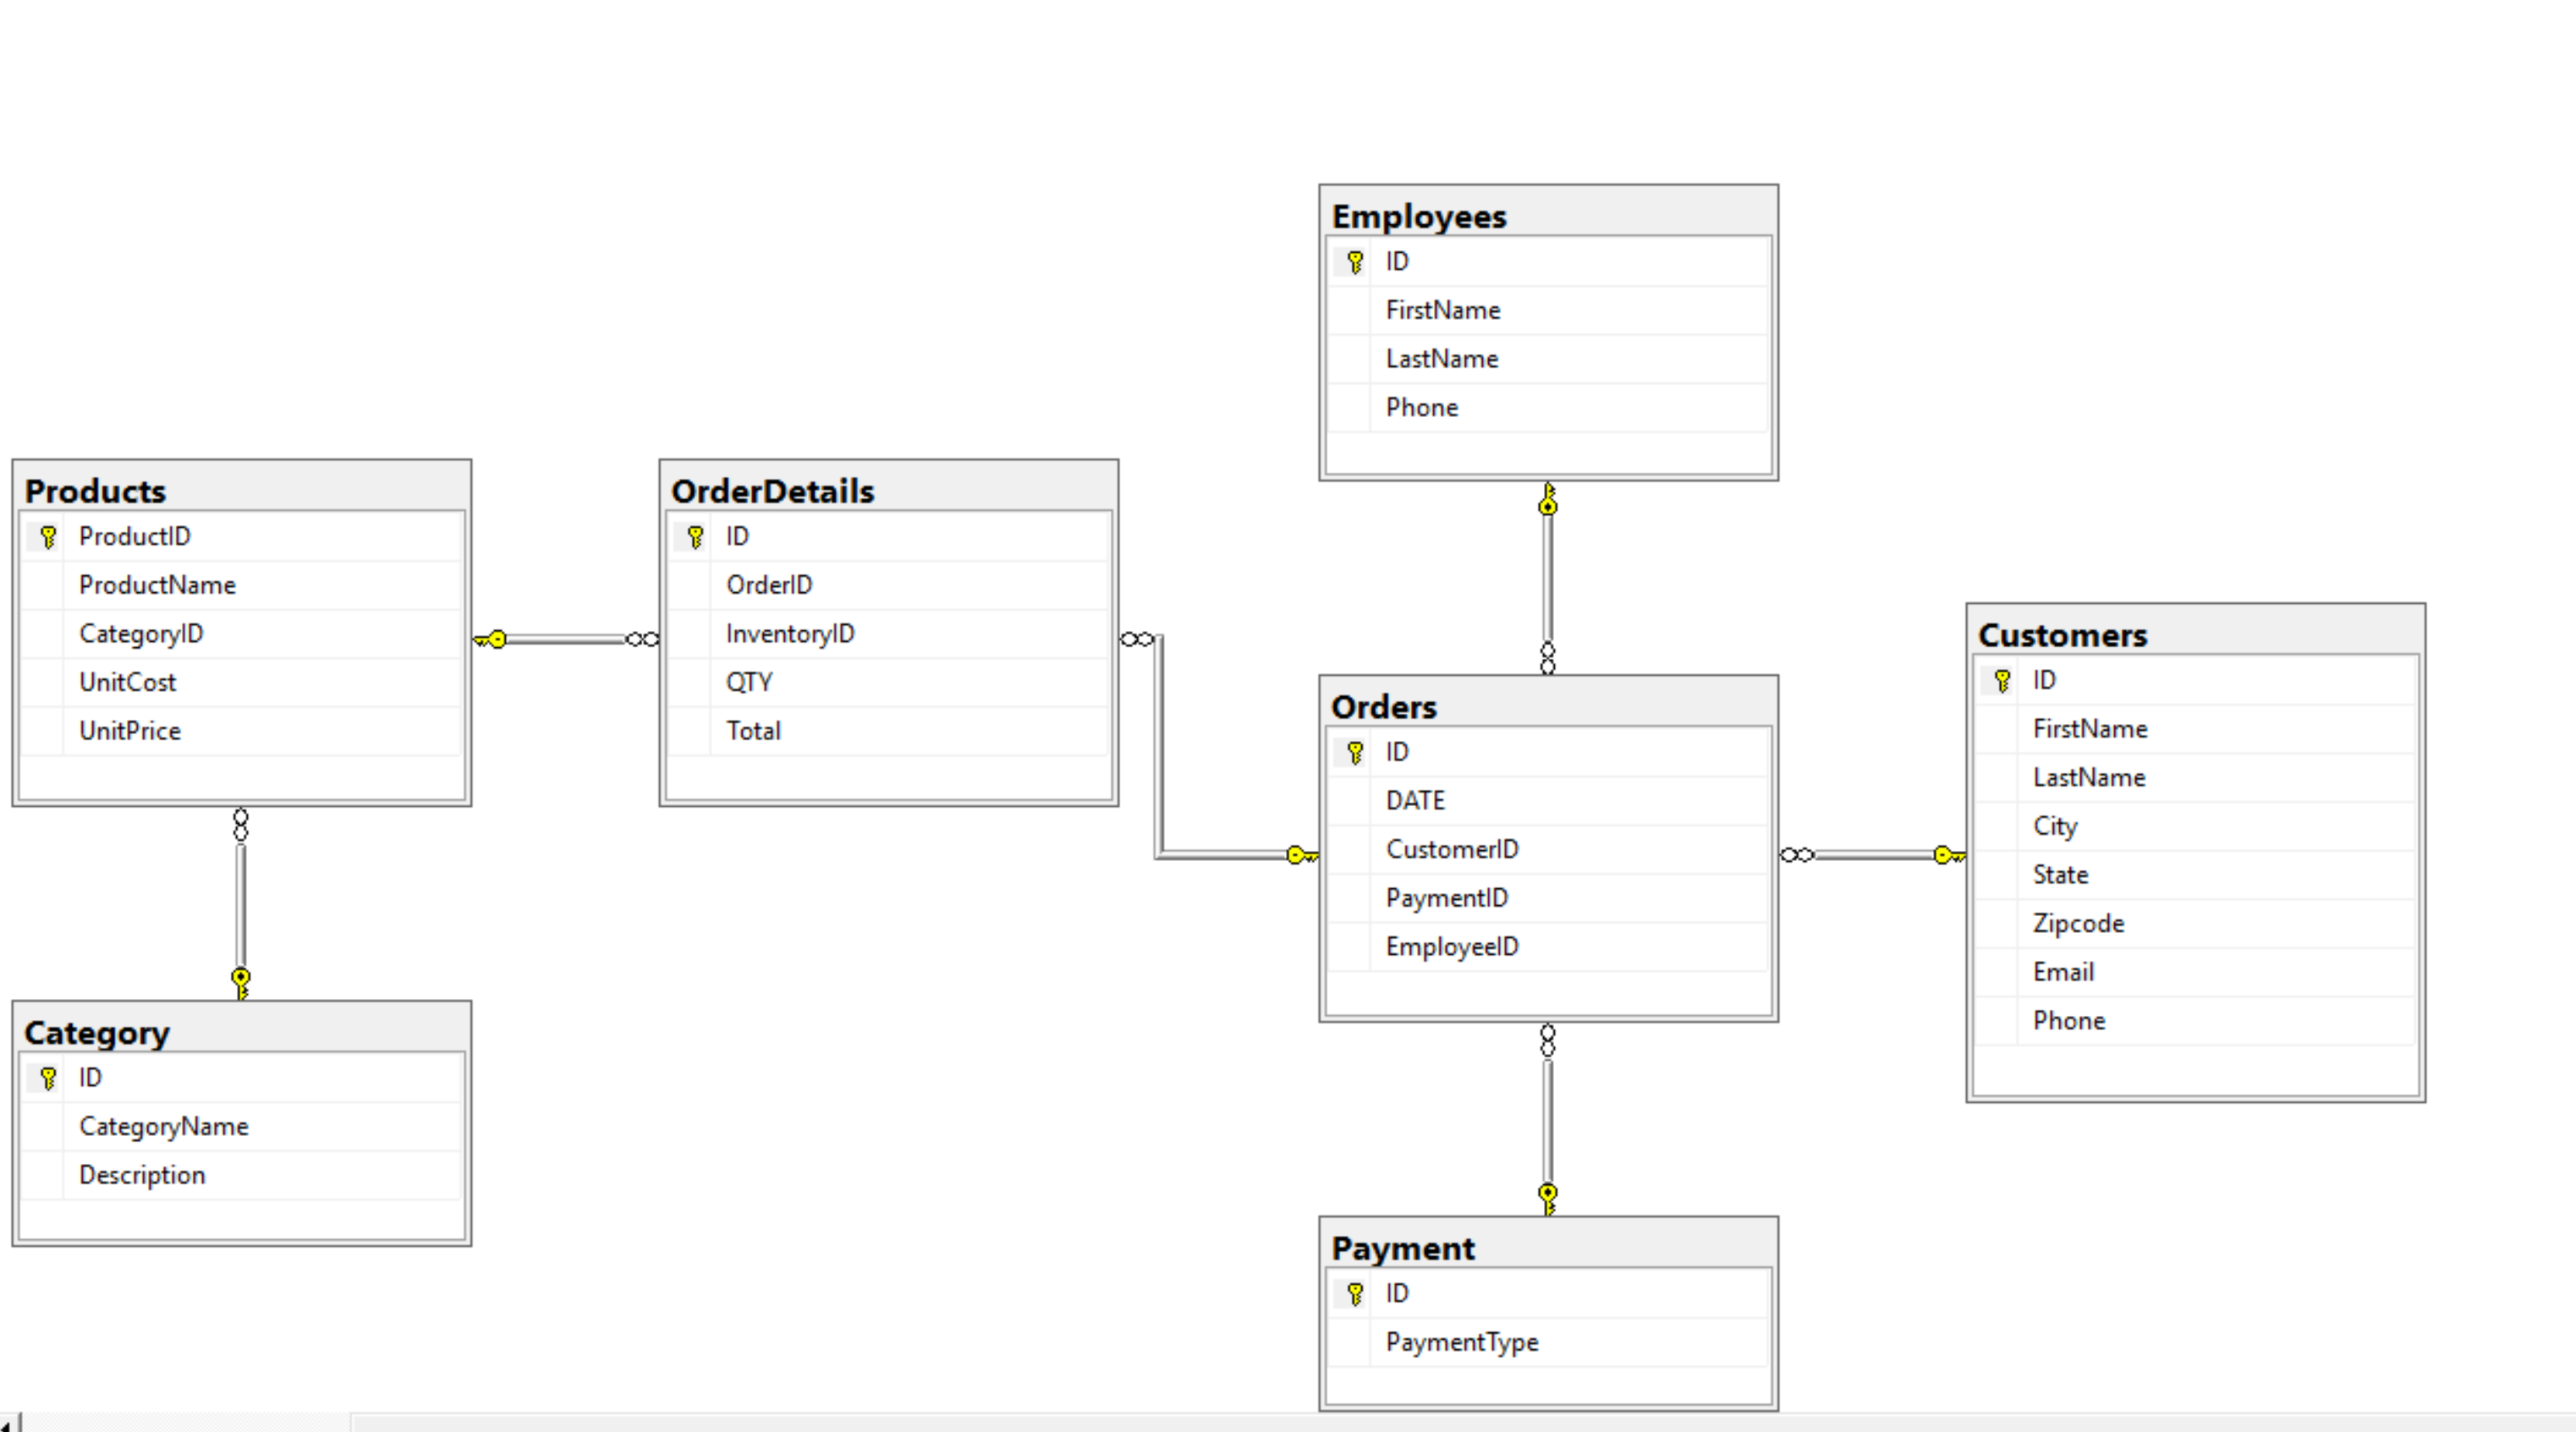 Employees
ID
FirstName
LastName
Phone
Products
ProductID
ProductName
CategoryID
UnitCost
UnitPrice
OrderDetails
ID
OrderID
InventoryID
QTY
Total
Customers
ID
FirstName
LastName
City
State
Zipcode
Email
Phone
Orders
ID
DATE
CustomerID
PaymentID
EmployeeID
Category
ID
CategoryName
Description
Payment
ID
PaymentType